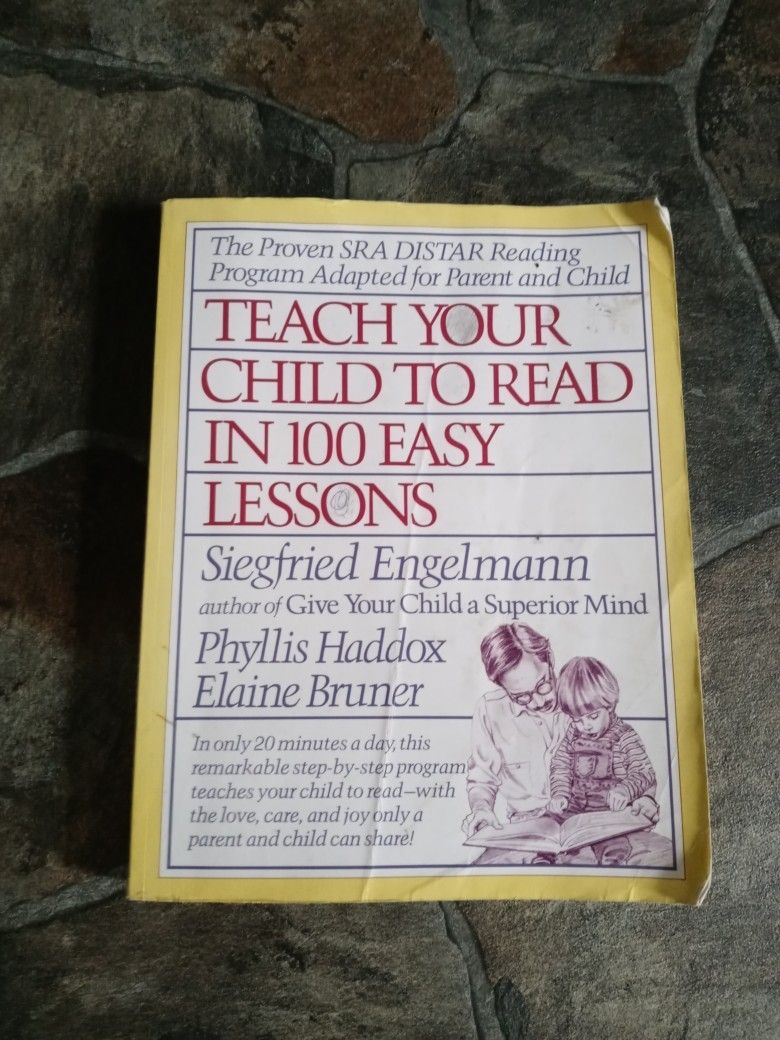 The Proven SRA DISTAR Reading
Program Adapted for Parent and Child
TEACH YOUR
CHILD TO READ
IN 100 EASY
LESSONS
Siegfried Engelmann
author of Give Your Child a Superior Mind
Phyllis Haddox
Elaine Bruner
In only 20 minutes a day, this
remarkable step-by-step program
teaches your child to read–with
the love, care, and joy only a
parent and child can share!